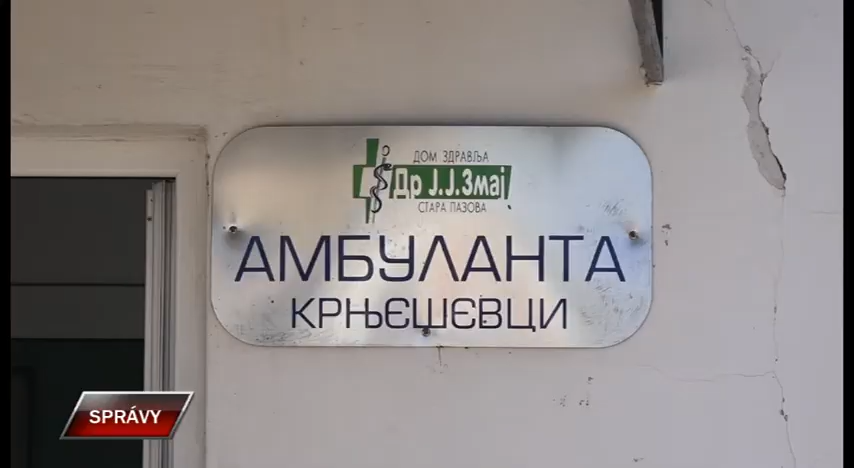 ДОМ ЗДРАВЉА
Др Ј.Ј.Змај
СТАРА ПАЗОВА
АМБУЛАНТА
КРЊЕШЕВЦИ
SPRÁVY